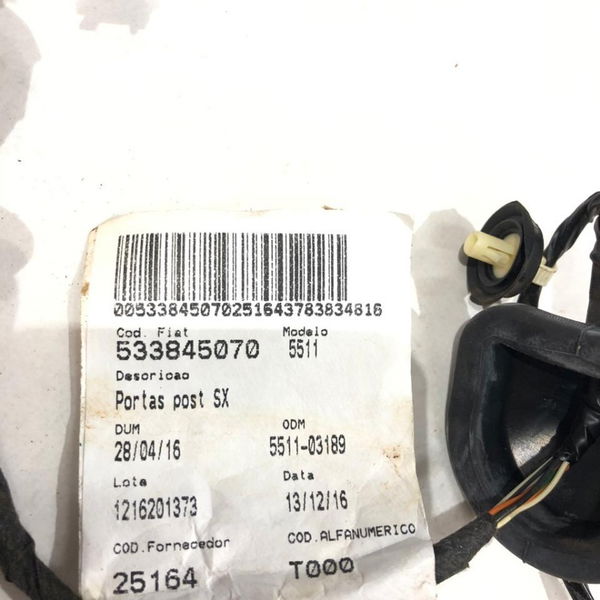 00533845070251643783834816
Cod. Fiat Modelo
533845070 5511
Descricao
Portas post SX
DUM ODM
28/04/16 5511-03189
Lote Data
1216201373 13/12/16
COD.Fornecedor COD.ALFANUMERICO
25164 T000